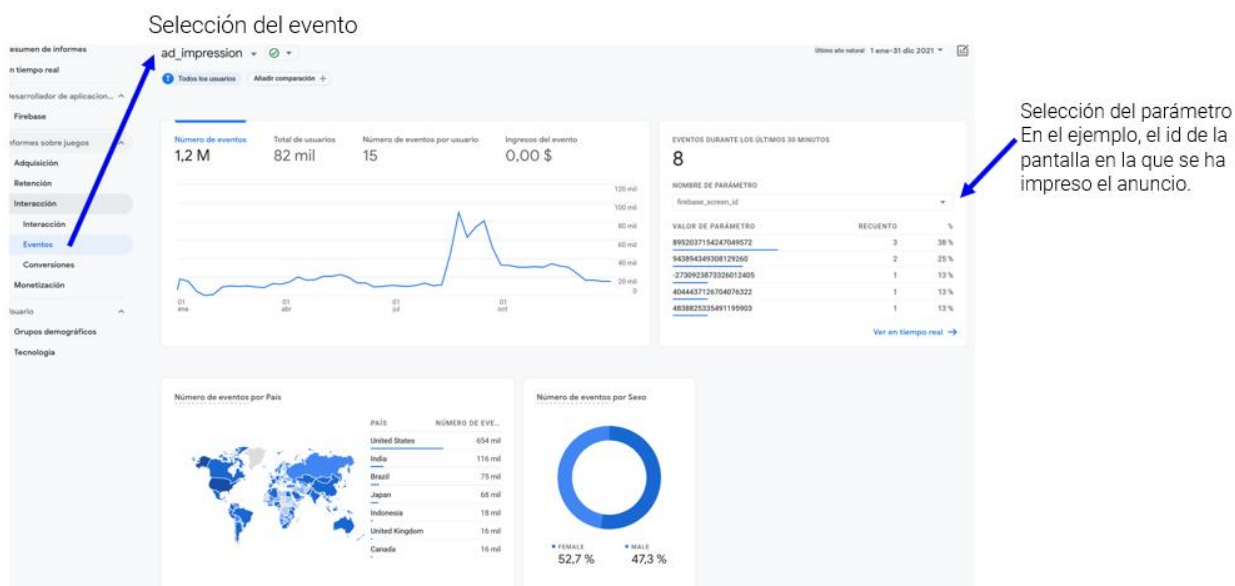 Selección del evento
esumen de informes
n tiempo real
esarrollador de aplicacion...
Firebase
nformes sobre juegos
Adquisición
Retención
Interacción
Interacción
Eventos
Conversiones
Monetización
suario
Grupos demográficos
Tecnología
ad_impression
T Todos los usuarios Añadir comparación +
Último año natural 1 ene-31 dic 2021
Número de eventos Total de usuarios Número de eventos por usuario Ingresos del evento
1,2 M 82 mil 15 0,00 $
120 mil
100 mil
80 mil
60 mil
40 mil
20 mil
0
01 01 01 01
ene abr jul oct
EVENTOS DURANTE LOS ÚLTIMOS 30 MINUTOS
8
NOMBRE DE PARÁMETRO
firebase_screen_id
VALOR DE PARÁMETRO RECUENTO %
8952037154247049572 3 38 %
943894349308129260 2 25 %
-2730923873326012405 1 13 %
4044437126704076322 1 13 %
4838825335491195903 1 13 %
Ver en tiempo real →
Selección del parámetro
En el ejemplo, el id de la
pantalla en la que se ha
impreso el anuncio.
Número de eventos por País
PAÍS NÚMERO DE EVE...
United States 654 mil
India 116 mil
Brazil 75 mil
Japan 68 mil
Indonesia 18 mil
United Kingdom 16 mil
Canada 16 mil
Número de eventos por Sexo
FEMALE MALE
52,7 % 47,3 %